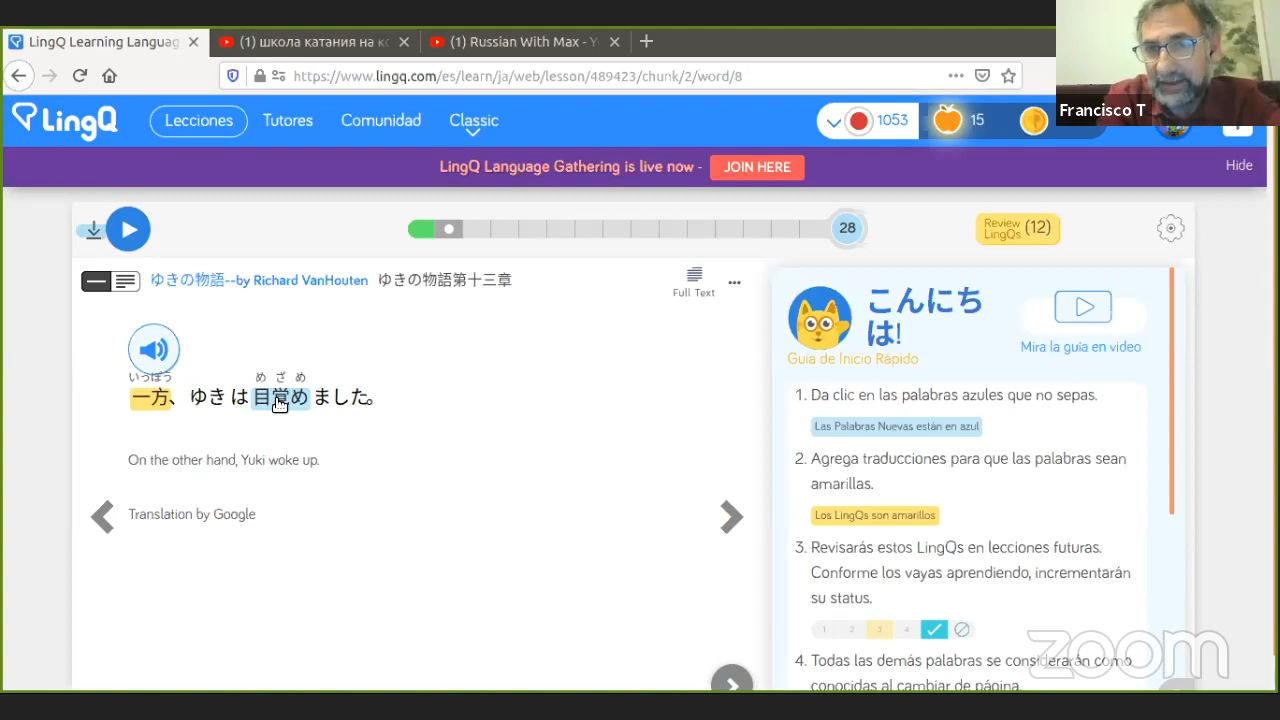 LingQ Learning Languag
(1) школа катания на ко
(1) Russian With Max - Y
https://www.lingq.com/es/learn/ja/web/lesson/489423/chunk/2/word/8
Francisco T
LingQ
Lecciones
Tutores
Comunidad
Classic
1053
15
LingQ Language Gathering is live now -
JOIN HERE
Hide
28
Review LingQs (12)
ゆきの物語--by Richard VanHouten ゆきの物語第十三章
Full Text
いっぽう めざめ
一方、ゆき は 目覚め ました。
On the other hand, Yuki woke up.
Translation by Google
こんにち
は!
Guía de Inicio Rápido
Mira la guía en video
1. Da clic en las palabras azules que no sepas.
Las Palabras Nuevas están en azul
2. Agrega traducciones para que las palabras sean
amarillas.
Los LingQs son amarillos
3. Revisarás estos LingQs en lecciones futuras.
Conforme los vayas aprendiendo, incrementarán
su status.
1 2 3 4
4. Todas las demás palabras se considerarán como
conocidas al cambiar de página.
zoom